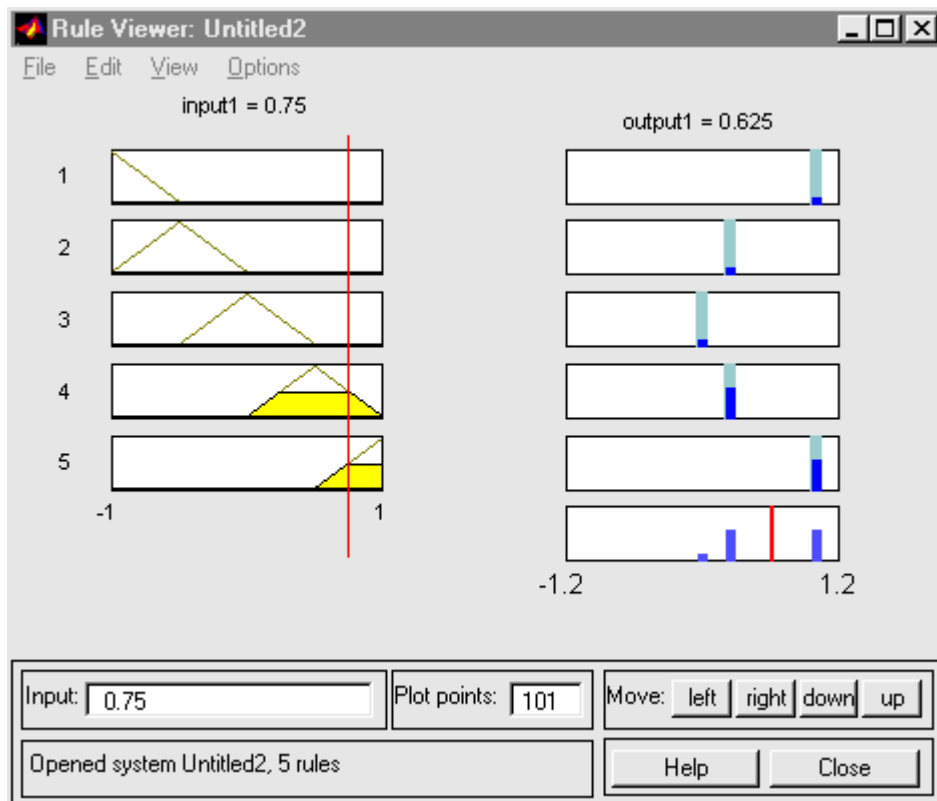 Rule Viewer: Untitled2
File Edit View Options
input1 = 0.75
output1 = 0.625
1
2
3
4
5
-1 1
-1.2 1.2
Input: 0.75 Plot points: 101 Move: left right down up
Opened system Untitled2, 5 rules Help Close